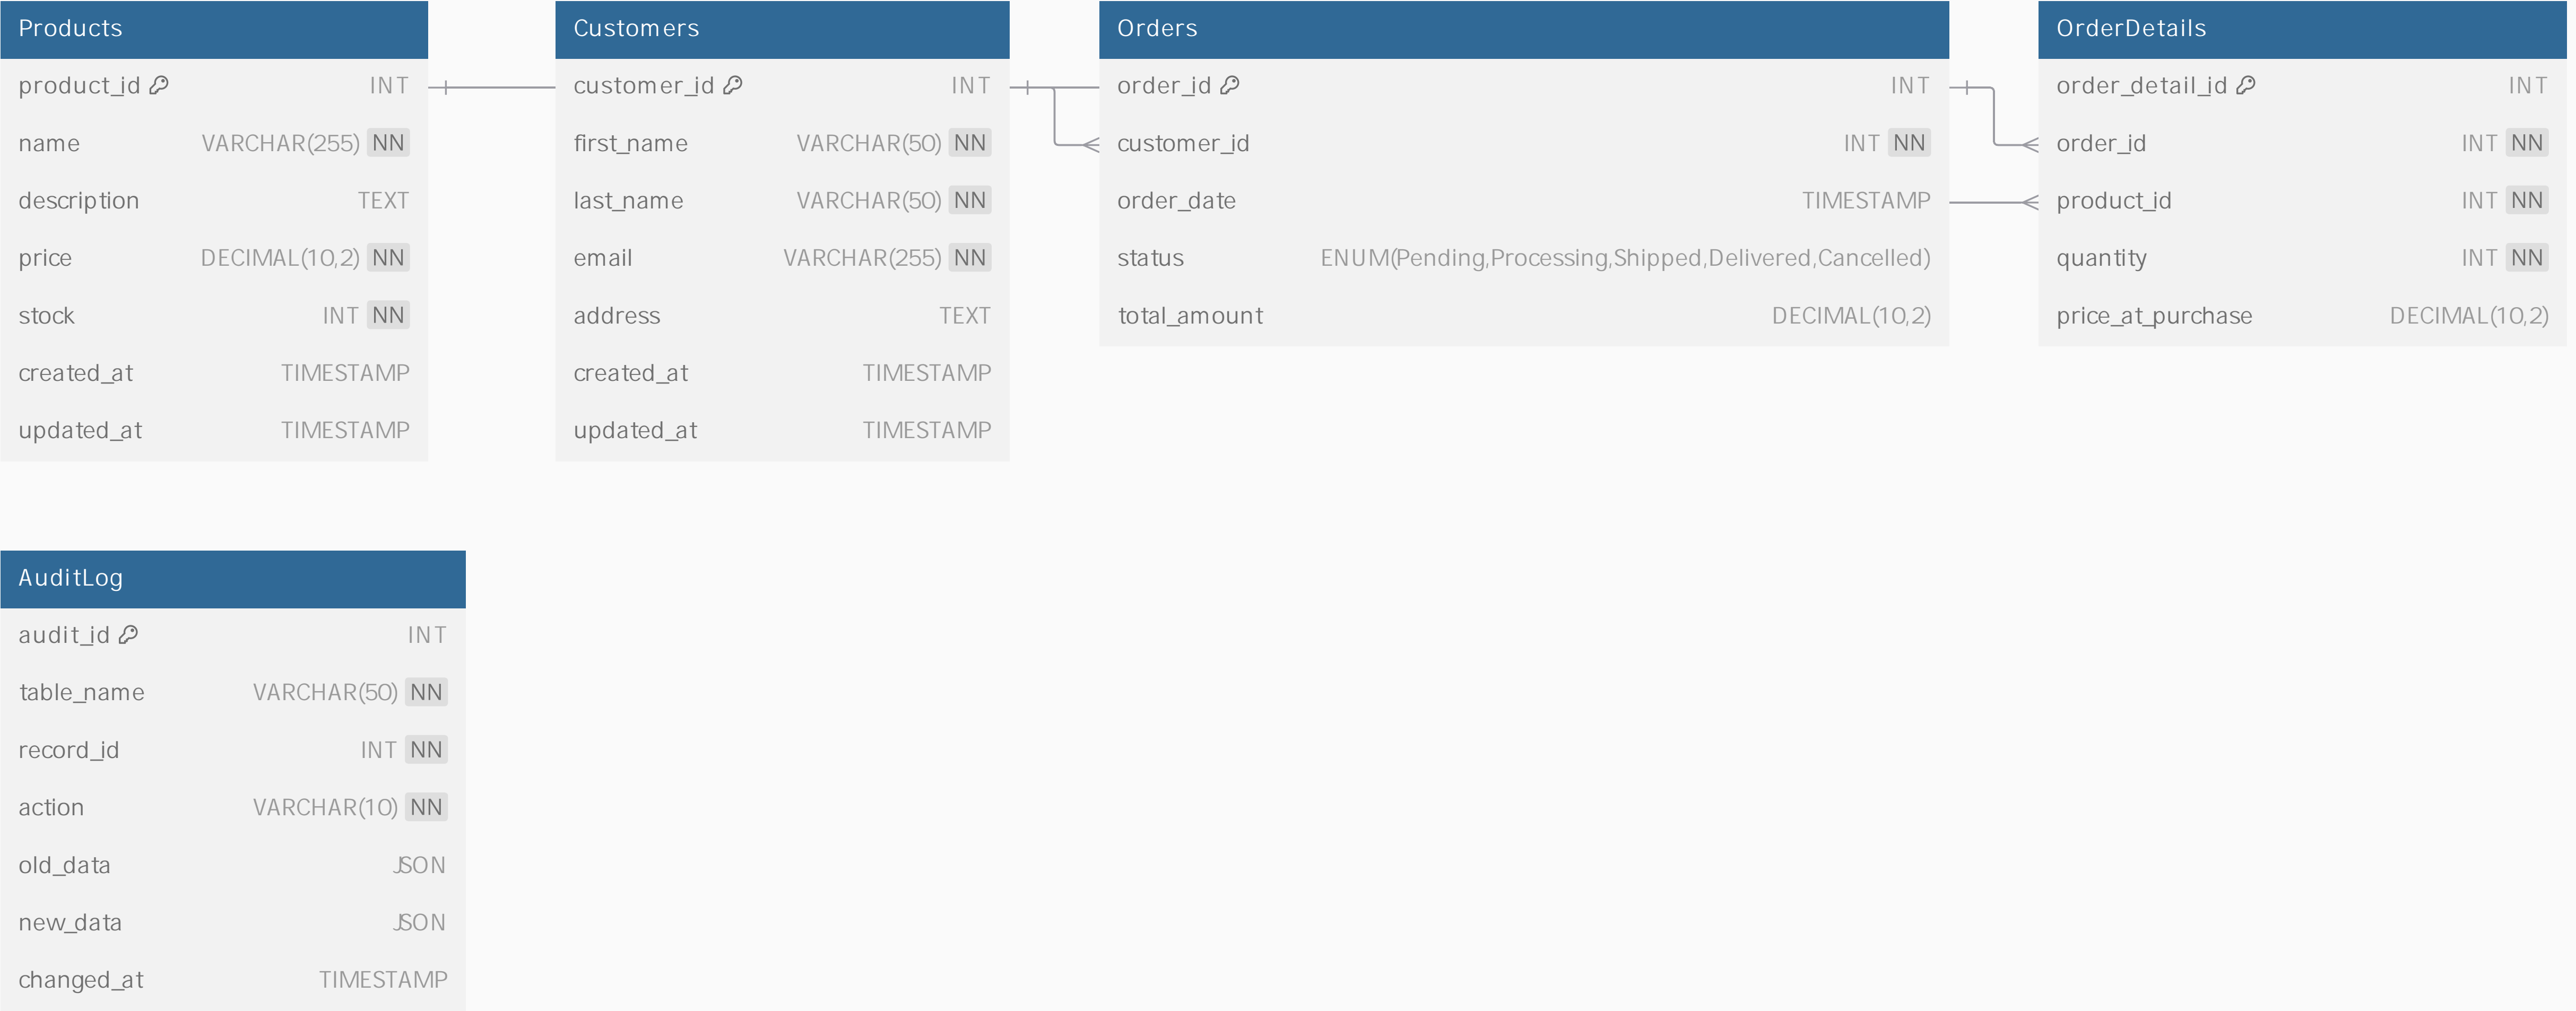 Products
product_id INT
name VARCHAR(255) NN
description TEXT
price DECIMAL(10,2) NN
stock INT NN
created_at TIMESTAMP
updated_at TIMESTAMP
Customers
customer_id INT
first_name VARCHAR(50) NN
last_name VARCHAR(50) NN
email VARCHAR(255) NN
address TEXT
created_at TIMESTAMP
updated_at TIMESTAMP
Orders
order_id INT
customer_id INT NN
order_date TIMESTAMP
status ENUM(Pending,Processing,Shipped,Delivered,Cancelled)
total_amount DECIMAL(10,2)
OrderDetails
order_detail_id INT
order_id INT NN
product_id INT NN
quantity INT NN
price_at_purchase DECIMAL(10,2)
AuditLog
audit_id INT
table_name VARCHAR(50) NN
record_id INT NN
action VARCHAR(10) NN
old_data JSON
new_data JSON
changed_at TIMESTAMP